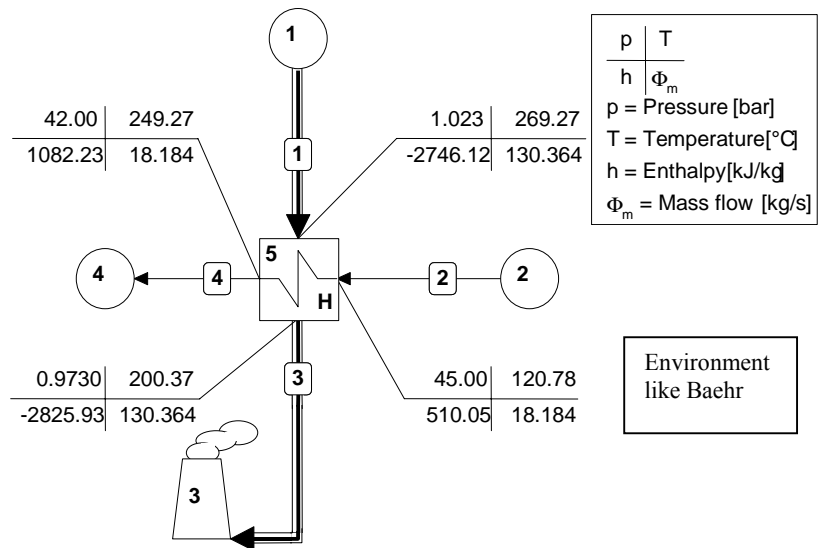 1
p T
h Φm
p = Pressure [bar]
T = Temperature[°C]
h = Enthalpy[kJ/kg]
Φm = Mass flow [kg/s]
42.00 249.27
1082.23 18.184
1.023 269.27
-2746.12 130.364
1
5
H
4
4
2
2
0.9730 200.37
-2825.93 130.364
3
45.00 120.78
510.05 18.184
Environment
like Baehr
3